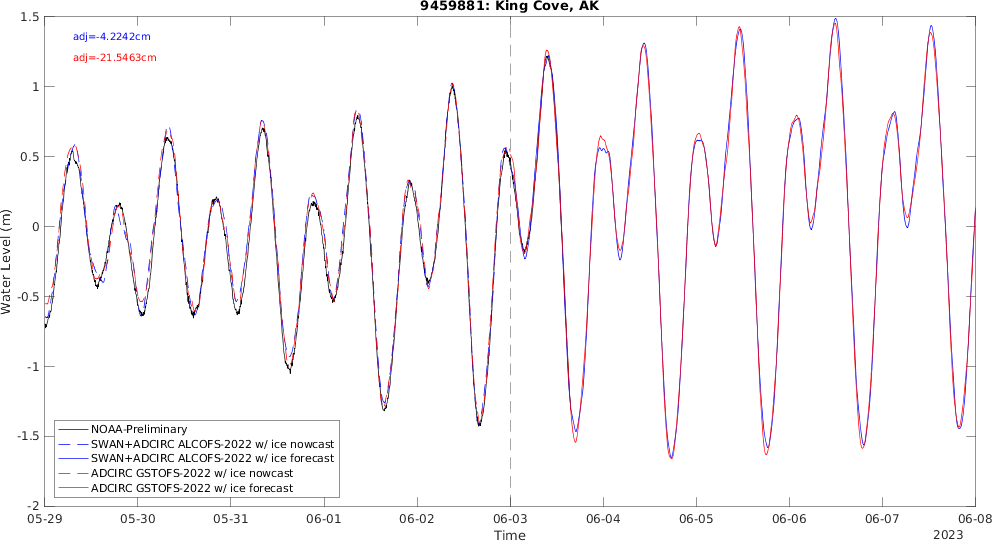 9459881: King Cove, AK
adj=-4.2242cm
adj=-21.5463cm
Water Level (m)
1.5
1
0.5
0
-0.5
-1
-1.5
-2
NOAA-Preliminary
SWAN+ADCIRC ALCOFS-2022 w/ ice nowcast
SWAN+ADCIRC ALCOFS-2022 w/ ice forecast
ADCIRC GSTOFS-2022 w/ ice nowcast
ADCIRC GSTOFS-2022 w/ ice forecast
05-29 05-30 05-31 06-01 06-02 06-03 06-04 06-05 06-06 06-07 06-08
Time
2023